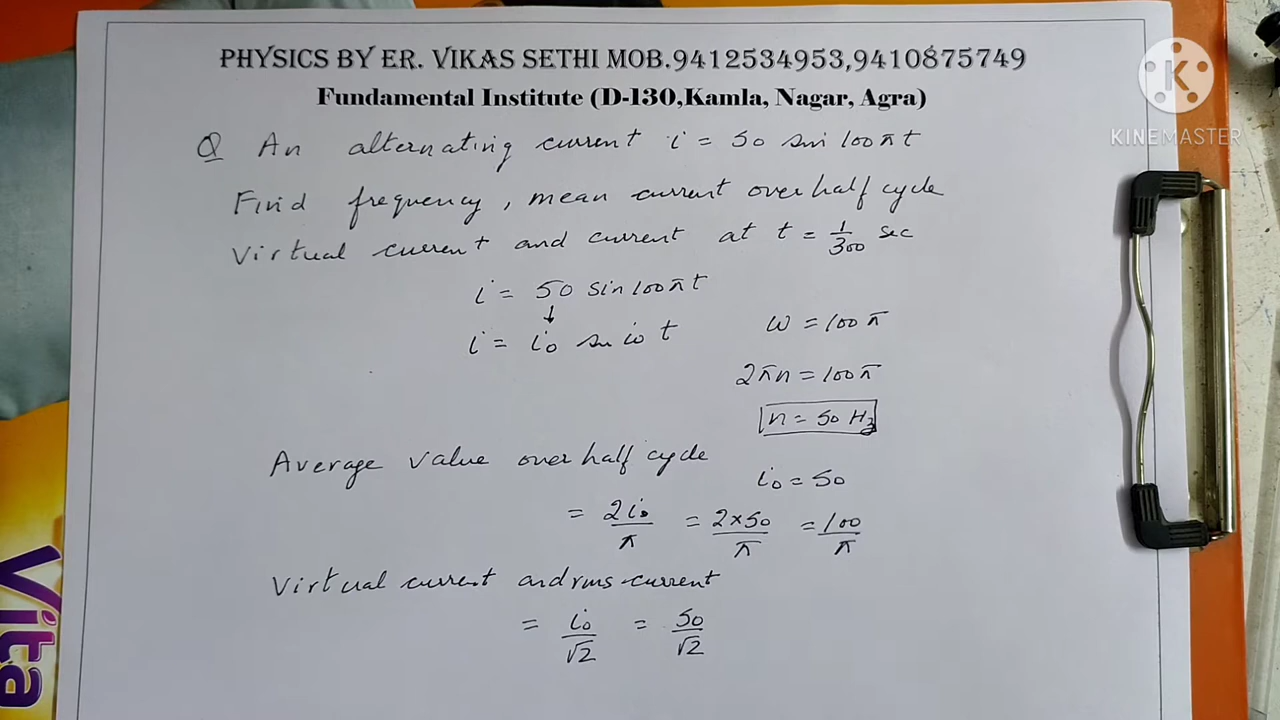 PHYSICS BY ER. VIKAS SETHI MOB.9412534953,9410875749
Fundamental Institute (D-130,Kamla, Nagar, Agra)
KINEMASTER
Q An alternating current i = 50 sin 100πt
Find frequency, mean current over half cycle
Virtual current and current at t = 1/300 sec
i = 50 sin 100πt
↓
i = i₀ sin ωt
ω = 100π
2πn = 100π
n = 50 Hz
Average value over half cycle
i₀ = 50
= 2i₀/π = 2×50/π = 100/π
Virtual current and rms current
= i₀/√2 = 50/√2
Vita